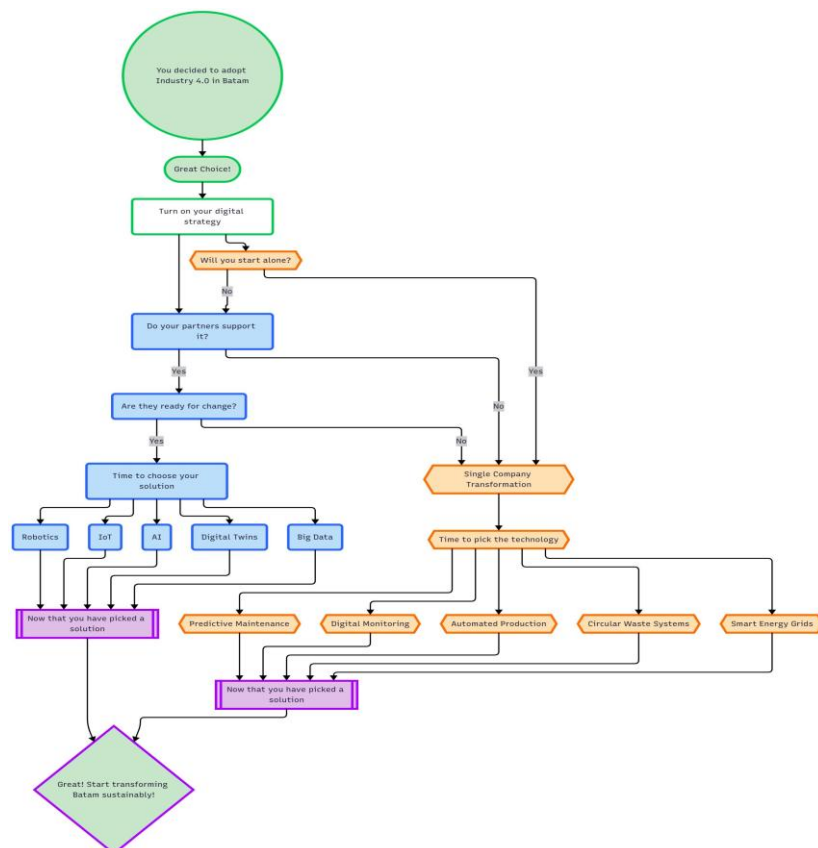 You decided to adopt
Industry 4.0 in Batam
Great Choice!
Turn on your digital
strategy
Will you start alone?
No
Do your partners support
it?
Yes
Yes
Are they ready for change?
No
Yes
No
Time to choose your
solution
Single Company
Transformation
Robotics
IoT
AI
Digital Twins
Big Data
Time to pick the technology
Now that you have picked a
solution
Predictive Maintenance
Digital Monitoring
Automated Production
Circular Waste Systems
Smart Energy Grids
Now that you have picked a
solution
Great! Start transforming
Batam sustainably!